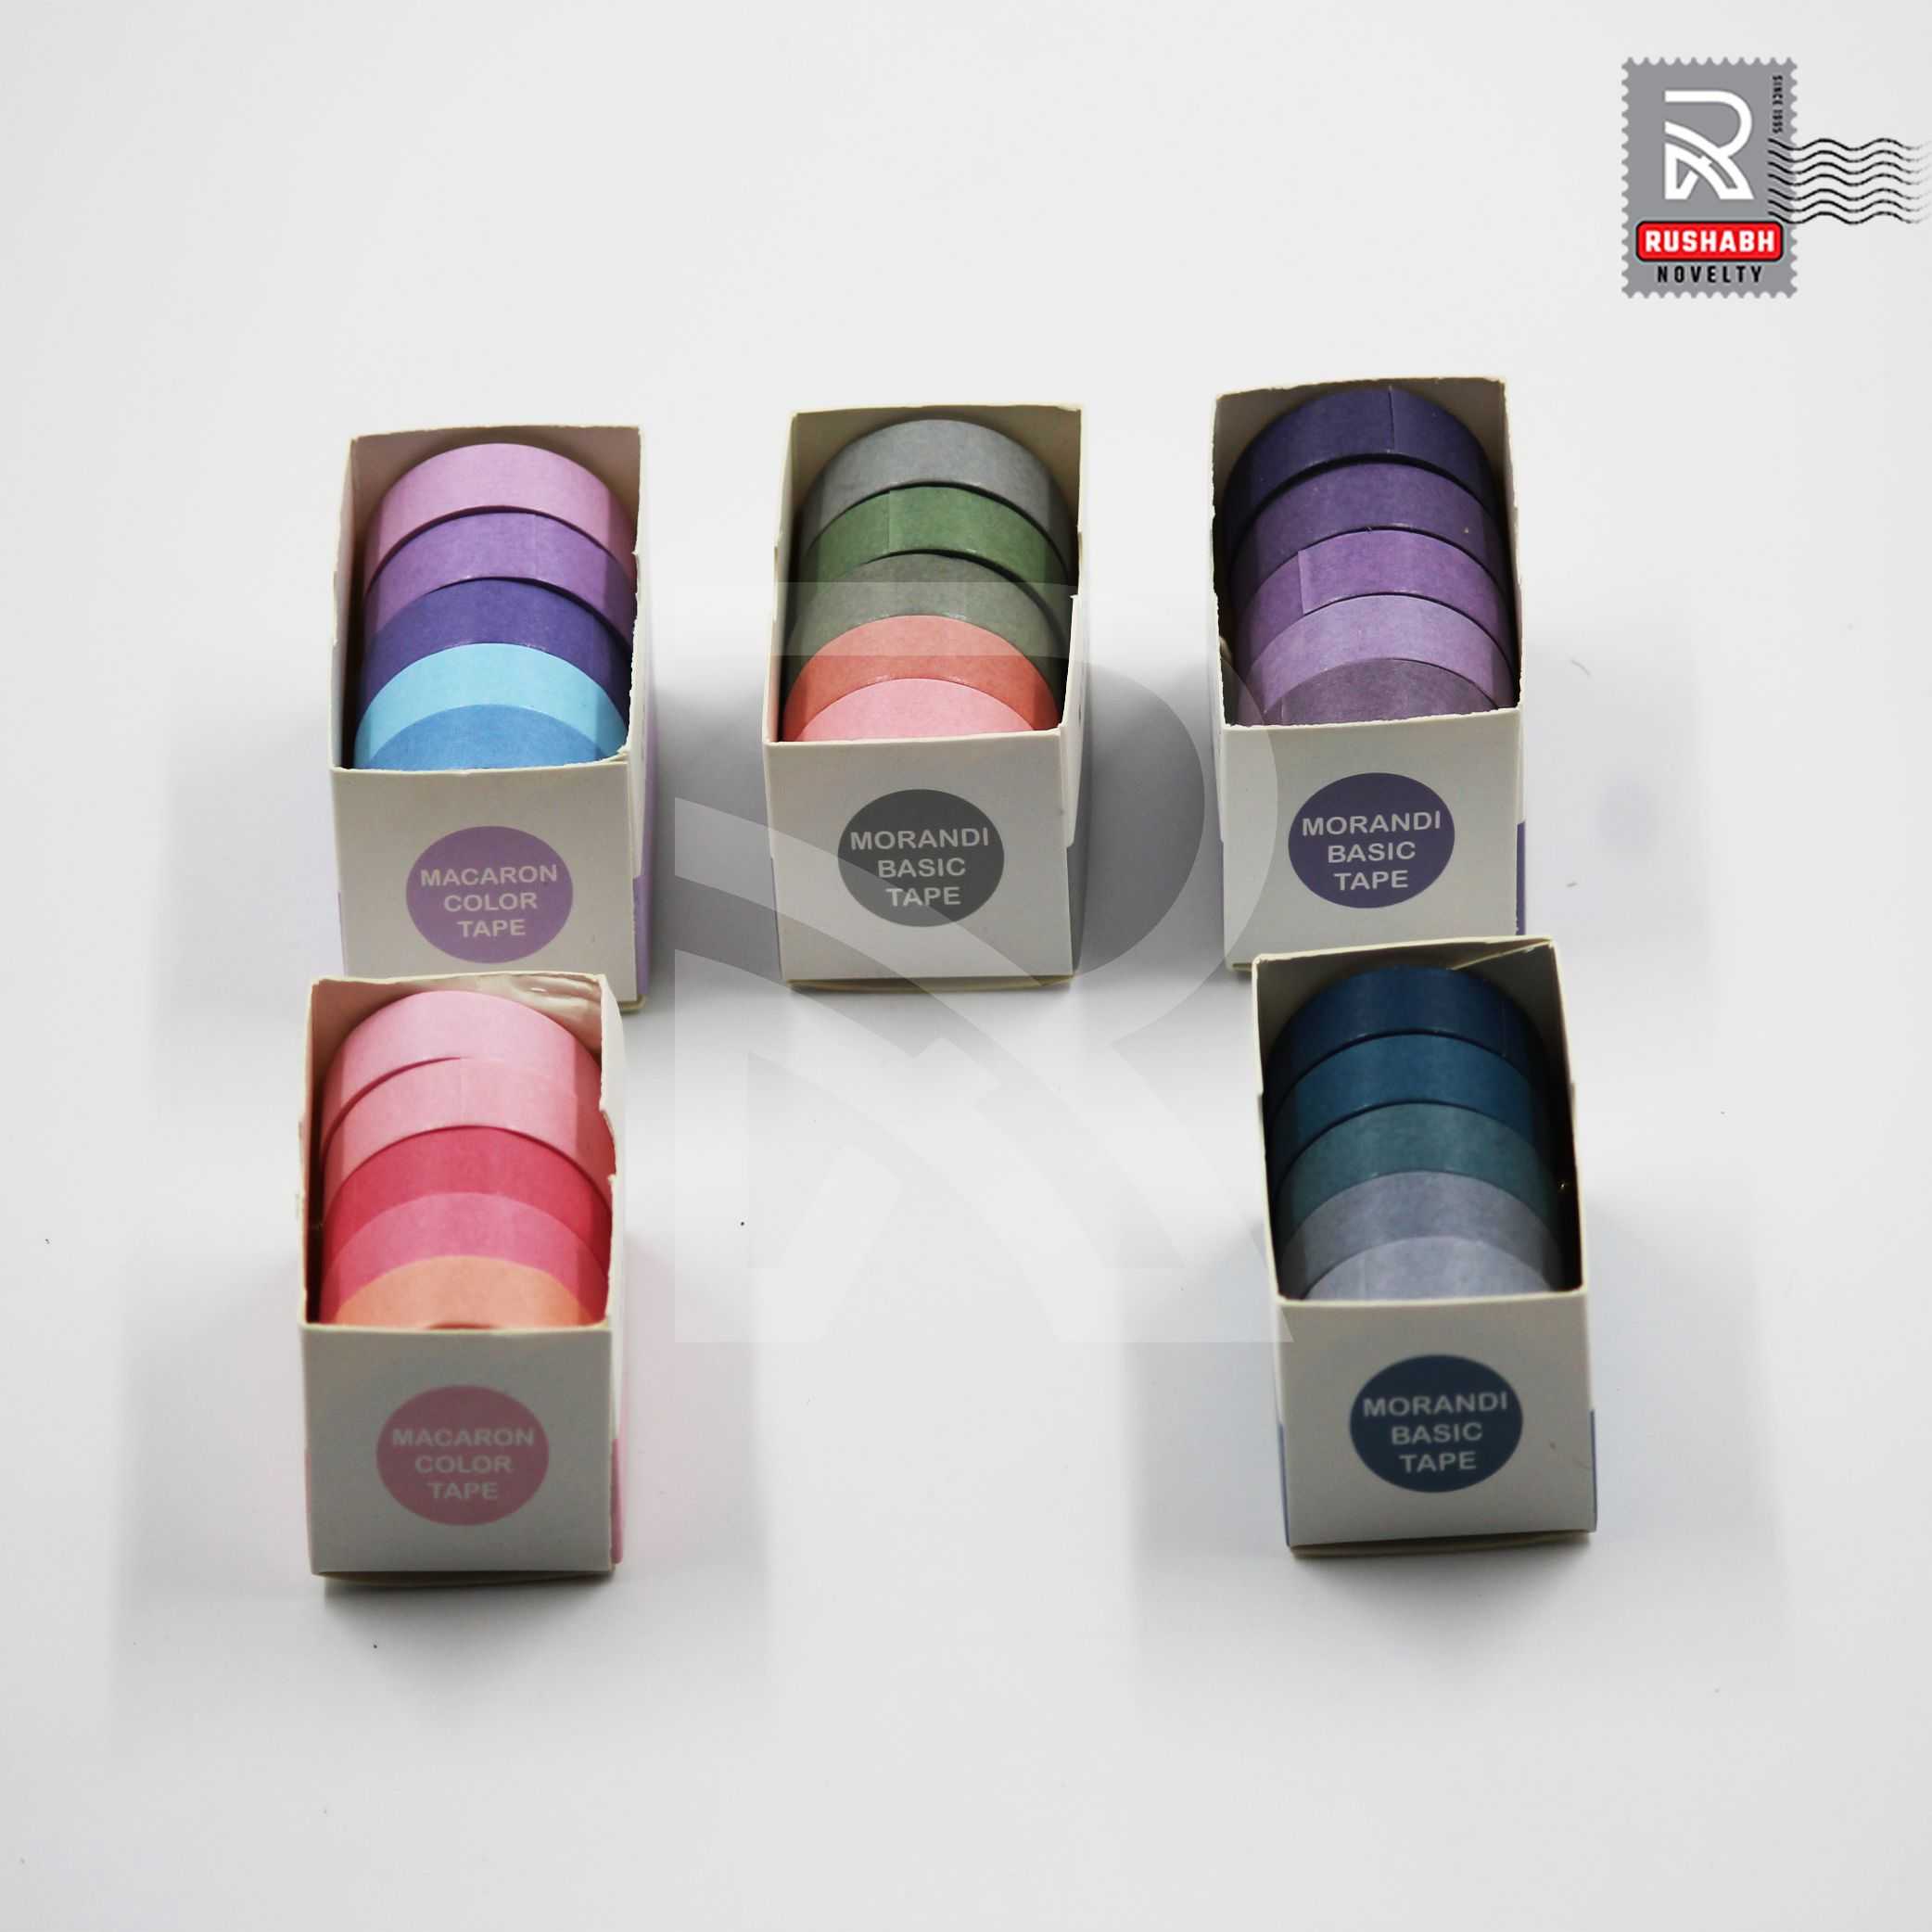 SINCE 1995
RUSHABH
NOVELTY
MACARON
COLOR
TAPE
MORANDI
BASIC
TAPE
MORANDI
BASIC
TAPE
MACARON
COLOR
TAPE
MORANDI
BASIC
TAPE